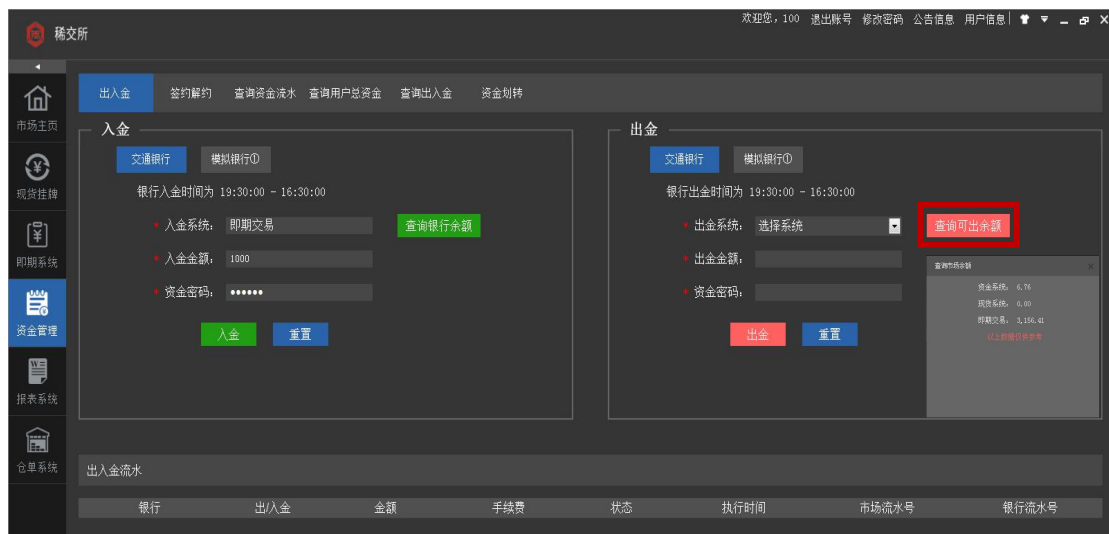 稀交所
欢迎您，100 退出账号 修改密码 公告信息 用户信息
市场主页
现货挂牌
即期系统
资金管理
报表系统
仓单系统
出入金 签约解约 查询资金流水 查询用户总资金 查询出入金 资金划转
入金
交通银行 模拟银行①
银行入金时间为 19:30:00 - 16:30:00
* 入金系统： 即期交易 查询银行余额
* 入金金额： 1000
* 资金密码： ●●●●●●
入金 重置
出金
交通银行 模拟银行①
银行出金时间为 19:30:00 - 16:30:00
* 出金系统： 选择系统 查询可出余额
* 出金金额：
* 资金密码：
出金 重置
查询市场余额
资金系统： 6.76
现货系统： 0.00
即期交易： 3,156.41
以上数据仅供参考
出入金流水
银行 出/入金 金额 手续费 状态 执行时间 市场流水号 银行流水号